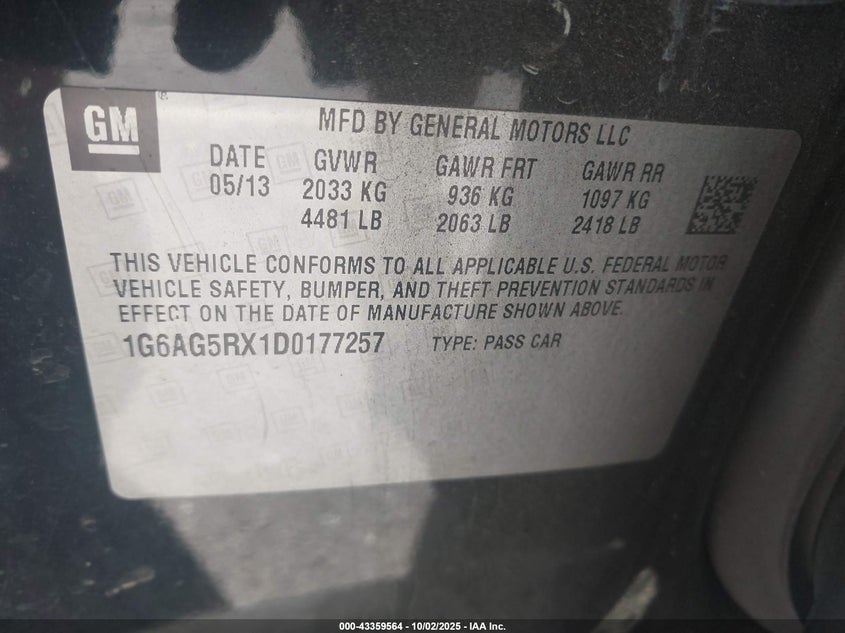 GM
MFD BY GENERAL MOTORS LLC
DATE GVWR GAWR FRT GAWR RR
05/13 2033 KG 936 KG 1097 KG
4481 LB 2063 LB 2418 LB
THIS VEHICLE CONFORMS TO ALL APPLICABLE U.S. FEDERAL MOTOR
VEHICLE SAFETY, BUMPER, AND THEFT PREVENTION STANDARDS IN
EFFECT ON THE DATE OF MANUFACTURE SHOWN ABOVE.
1G6AG5RX1D0177257 TYPE: PASS CAR
000-43359564 - 10/02/2025 - IAA Inc.